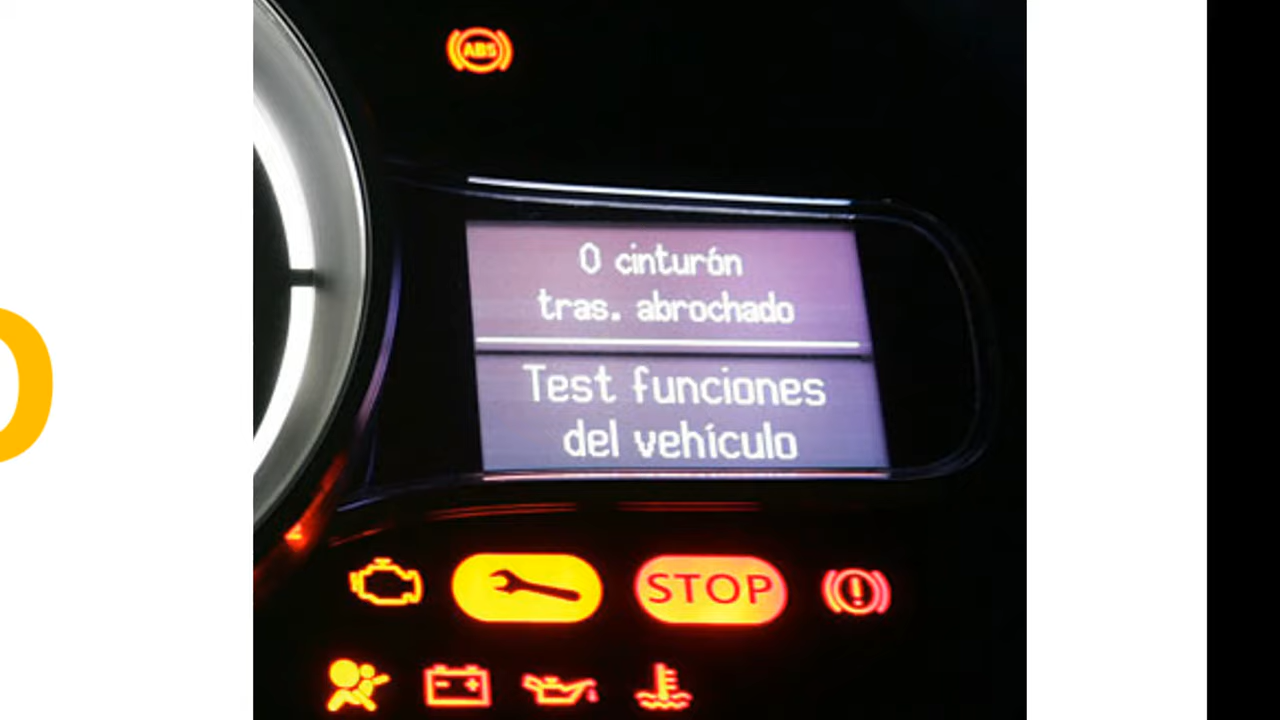 ABS
0 cinturón
tras. abrochado
Test funciones
del vehículo
STOP